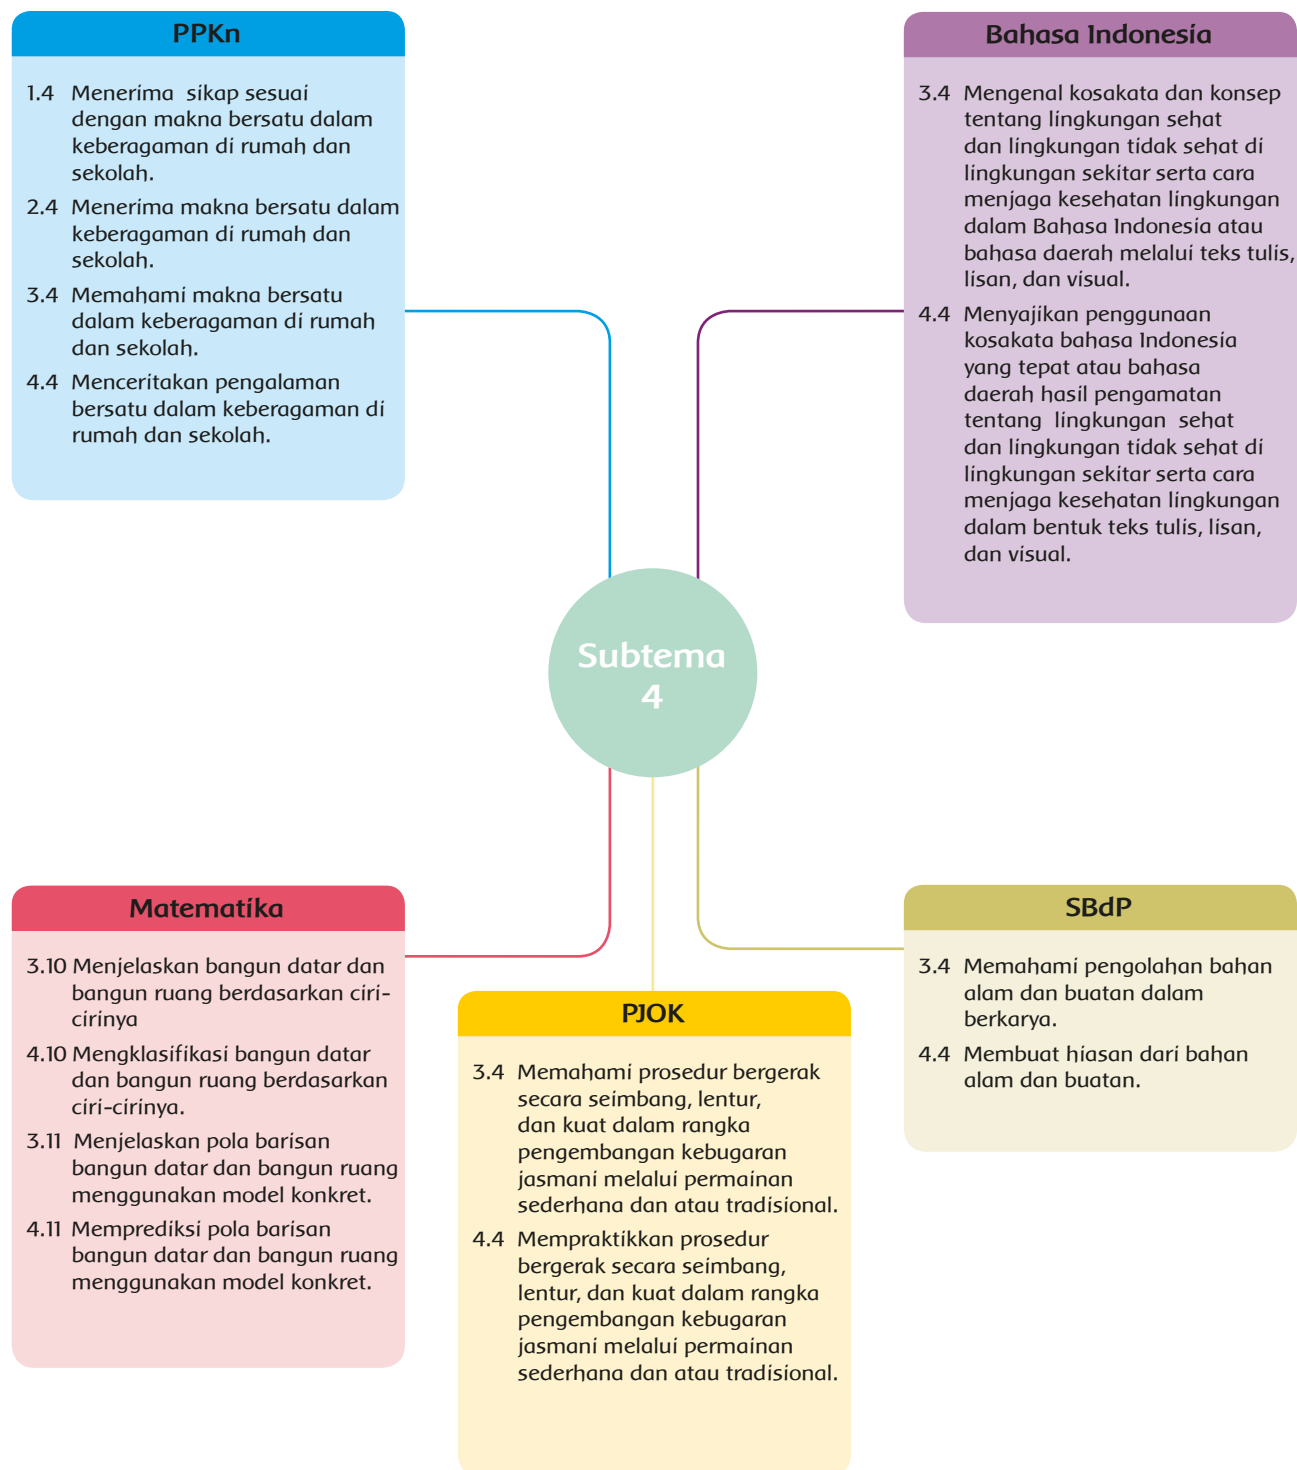 PPKn
1.4 Menerima sikap sesuai
dengan makna bersatu dalam
keberagaman di rumah dan
sekolah.
2.4 Menerima makna bersatu dalam
keberagaman di rumah dan
sekolah.
3.4 Memahami makna bersatu
dalam keberagaman di rumah
dan sekolah.
4.4 Menceritakan pengalaman
bersatu dalam keberagaman di
rumah dan sekolah.
Bahasa Indonesia
3.4 Mengenal kosakata dan konsep
tentang lingkungan sehat
dan lingkungan tidak sehat di
lingkungan sekitar serta cara
menjaga kesehatan lingkungan
dalam Bahasa Indonesia atau
bahasa daerah melalui teks tulis,
lisan, dan visual.
4.4 Menyajikan penggunaan
kosakata bahasa Indonesia
yang tepat atau bahasa
daerah hasil pengamatan
tentang lingkungan sehat
dan lingkungan tidak sehat di
lingkungan sekitar serta cara
menjaga kesehatan lingkungan
dalam bentuk teks tulis, lisan,
dan visual.
Subtema
4
Matematika
3.10 Menjelaskan bangun datar dan
bangun ruang berdasarkan ciri-
cirinya
4.10 Mengklasifikasi bangun datar
dan bangun ruang berdasarkan
ciri-cirinya.
3.11 Menjelaskan pola barisan
bangun datar dan bangun ruang
menggunakan model konkret.
4.11 Memprediksi pola barisan
bangun datar dan bangun ruang
menggunakan model konkret.
PJOK
3.4 Memahami prosedur bergerak
secara seimbang, lentur,
dan kuat dalam rangka
pengembangan kebugaran
jasmani melalui permainan
sederhana dan atau tradisional.
4.4 Mempraktikkan prosedur
bergerak secara seimbang,
lentur, dan kuat dalam rangka
pengembangan kebugaran
jasmani melalui permainan
sederhana dan atau tradisional.
SBdP
3.4 Memahami pengolahan bahan
alam dan buatan dalam
berkarya.
4.4 Membuat hiasan dari bahan
alam dan buatan.